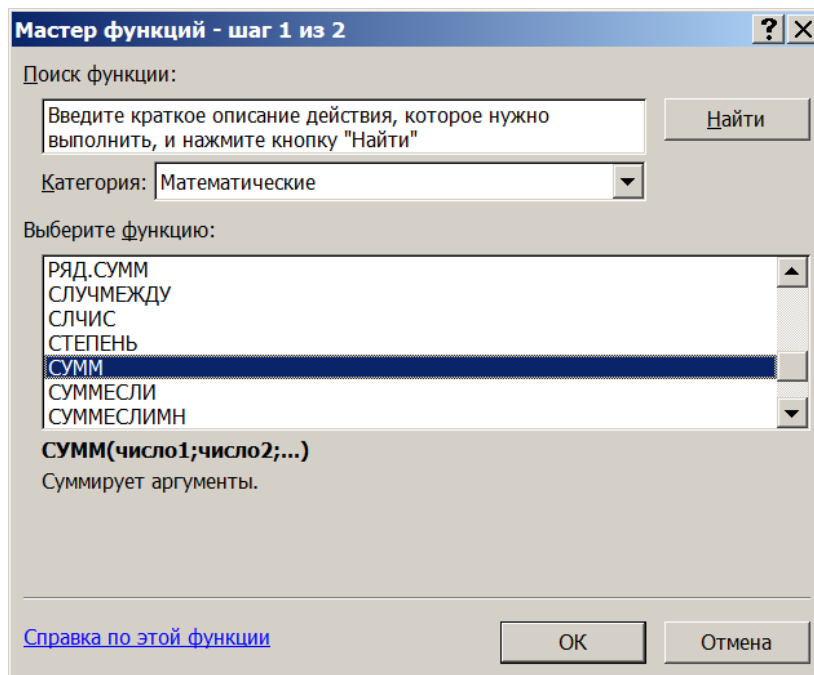 Мастер функций - шаг 1 из 2
Поиск функции:
Введите краткое описание действия, которое нужно
выполнить, и нажмите кнопку "Найти"
Найти
Категория: Математические
Выберите функцию:
РЯД.СУММ
СЛУЧМЕЖДУ
СЛЧИС
СТЕПЕНЬ
СУММ
СУММЕСЛИ
СУММЕСЛИМН
СУММ(число1;число2;...)
Суммирует аргументы.
Справка по этой функции
ОК
Отмена